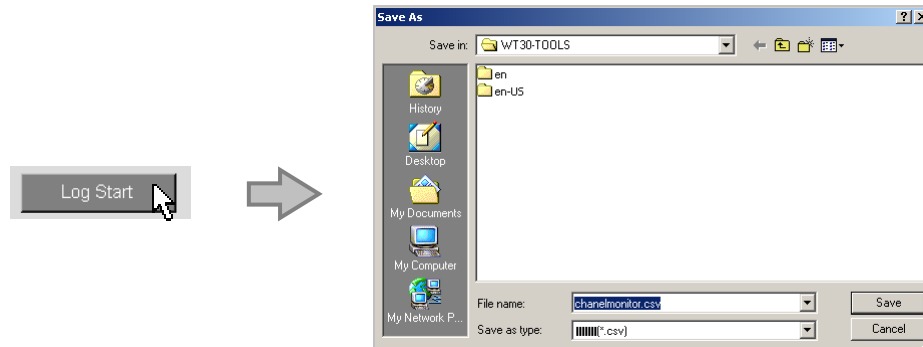 Save As
Save in:
WT30-TOOLS
en
en-US
History
Desktop
My Documents
My Computer
My Network P...
Log Start
File name:
chanelmonitor.csv
Save
Save as type:
(*.csv)
Cancel